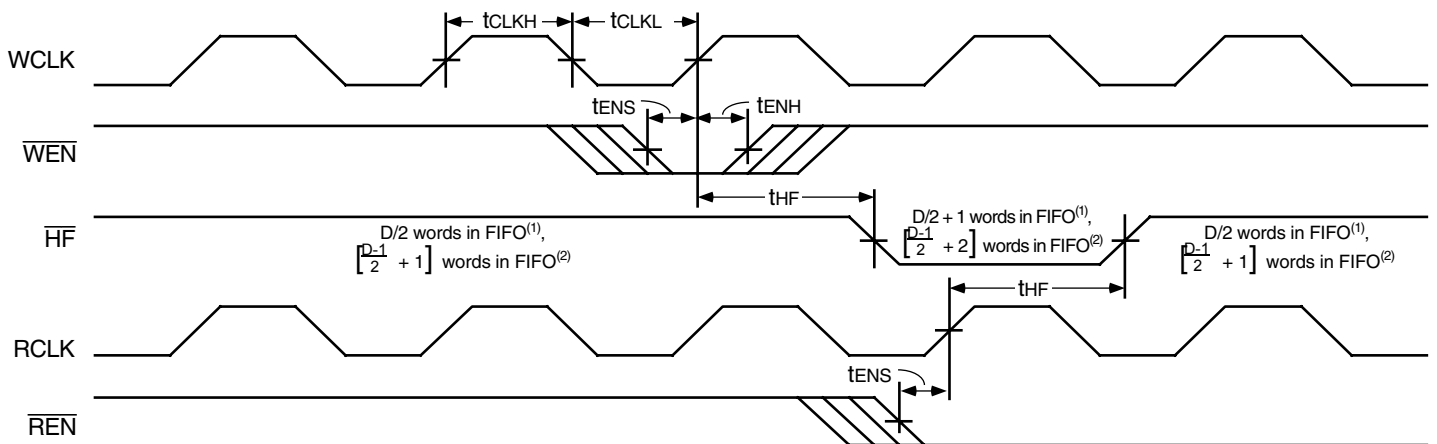 tCLKH tCLKL
WCLK
tENS tENH
WEN
tHF
HF
D/2 words in FIFO(1),
[D-1/2 + 1] words in FIFO(2)
D/2 + 1 words in FIFO(1),
[D-1/2 + 2] words in FIFO(2)
D/2 words in FIFO(1),
[D-1/2 + 1] words in FIFO(2)
tHF
RCLK
tENS
REN